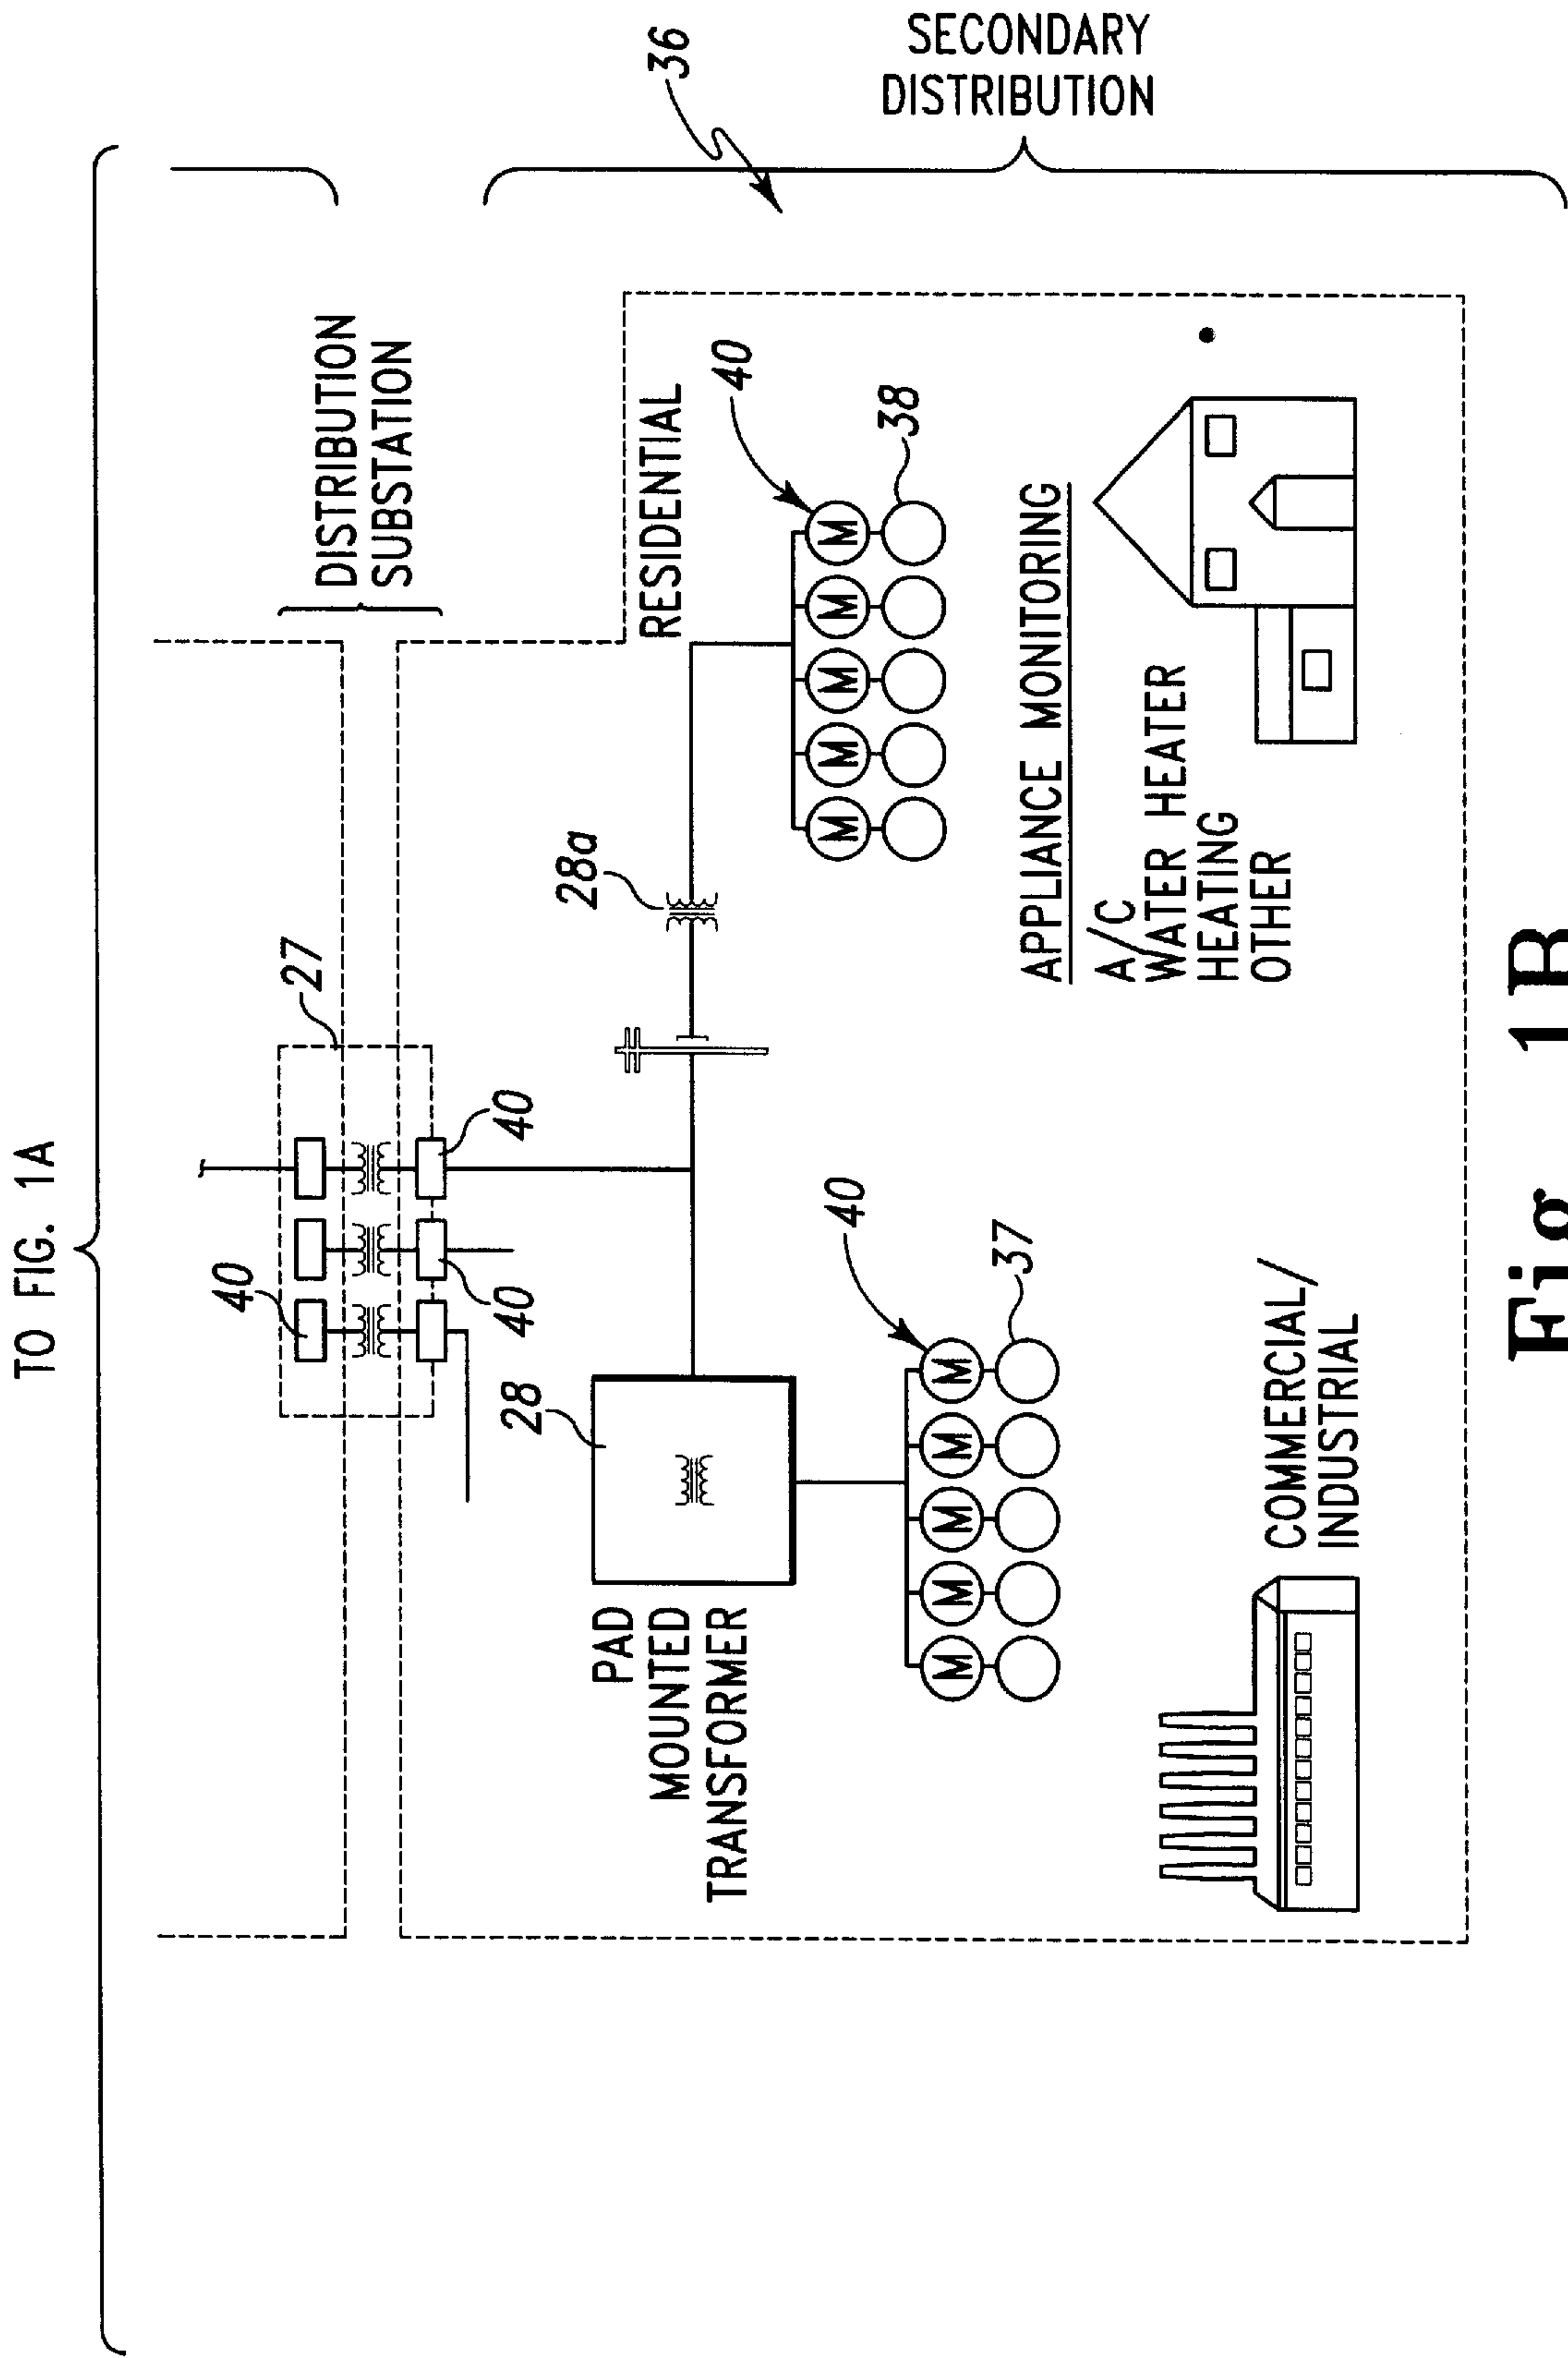 TO FIG. 1A
36
SECONDARY
DISTRIBUTION
DISTRIBUTION
SUBSTATION
27
40
40
40
28
28a
PAD
MOUNTED
TRANSFORMER
RESIDENTIAL
40
M M M M M
38
40
M M M M M
37
APPLIANCE MONITORING
A/C
WATER HEATER
HEATING
OTHER
COMMERCIAL/
INDUSTRIAL
Fig. 1B